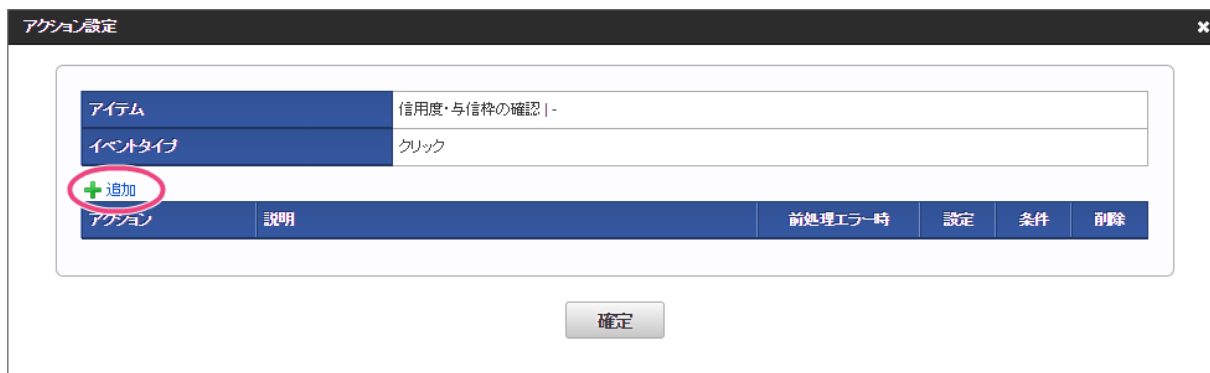 アクション設定
アイテム 信用度・与信枠の確認 | -
イベントタイプ クリック
追加
アクション 説明 前処理エラー時 設定 条件 削除
確定